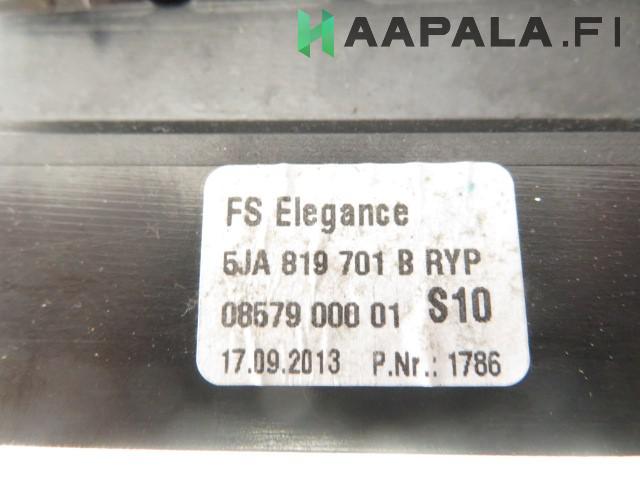 HAAPALA.FI
FS Elegance
5JA 819 701 B RYP
08579 000 01 S10
17.09.2013 P.Nr.: 1786